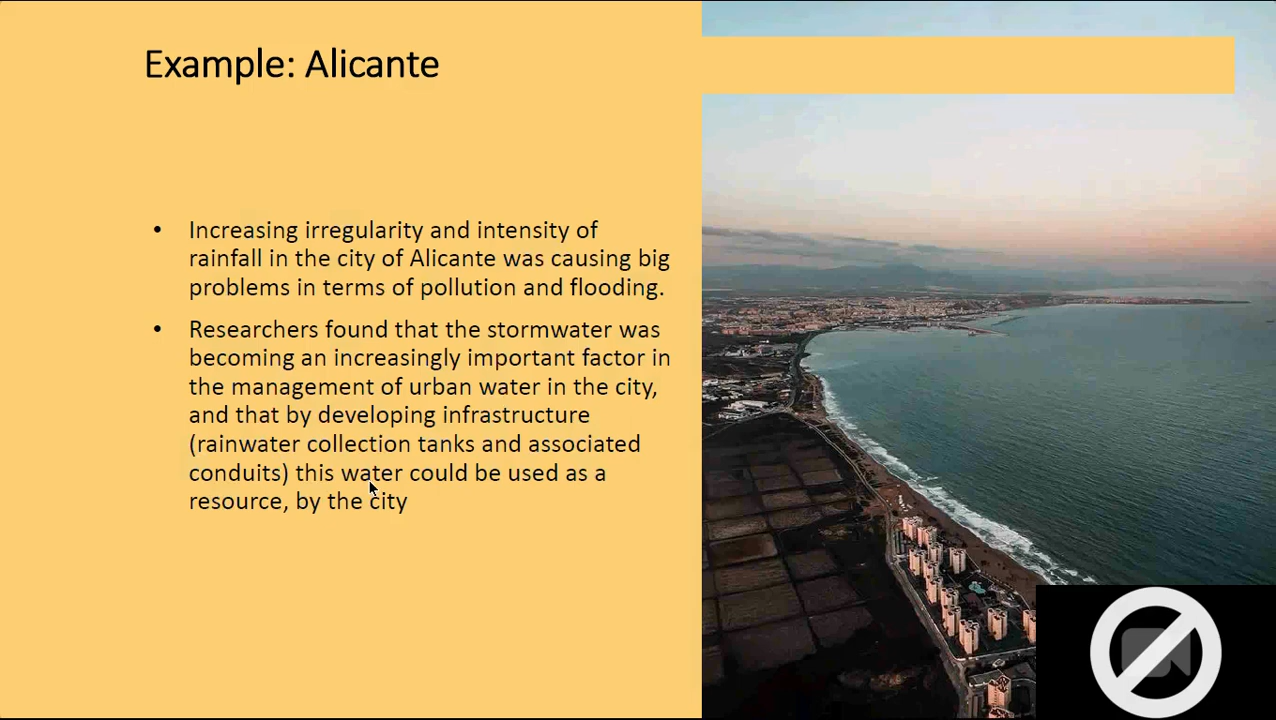 Example: Alicante
• Increasing irregularity and intensity of
rainfall in the city of Alicante was causing big
problems in terms of pollution and flooding.
• Researchers found that the stormwater was
becoming an increasingly important factor in
the management of urban water in the city,
and that by developing infrastructure
(rainwater collection tanks and associated
conduits) this water could be used as a
resource, by the city